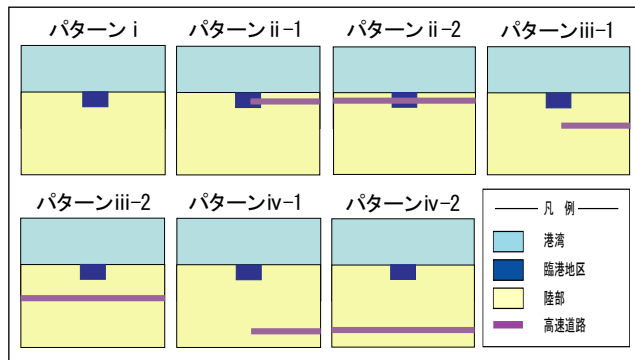 パターンⅰ
パターンⅱ-1
パターンⅱ-2
パターンⅲ-1
パターンⅲ-2
パターンⅳ-1
パターンⅳ-2
凡 例
港湾
臨港地区
陸部
高速道路